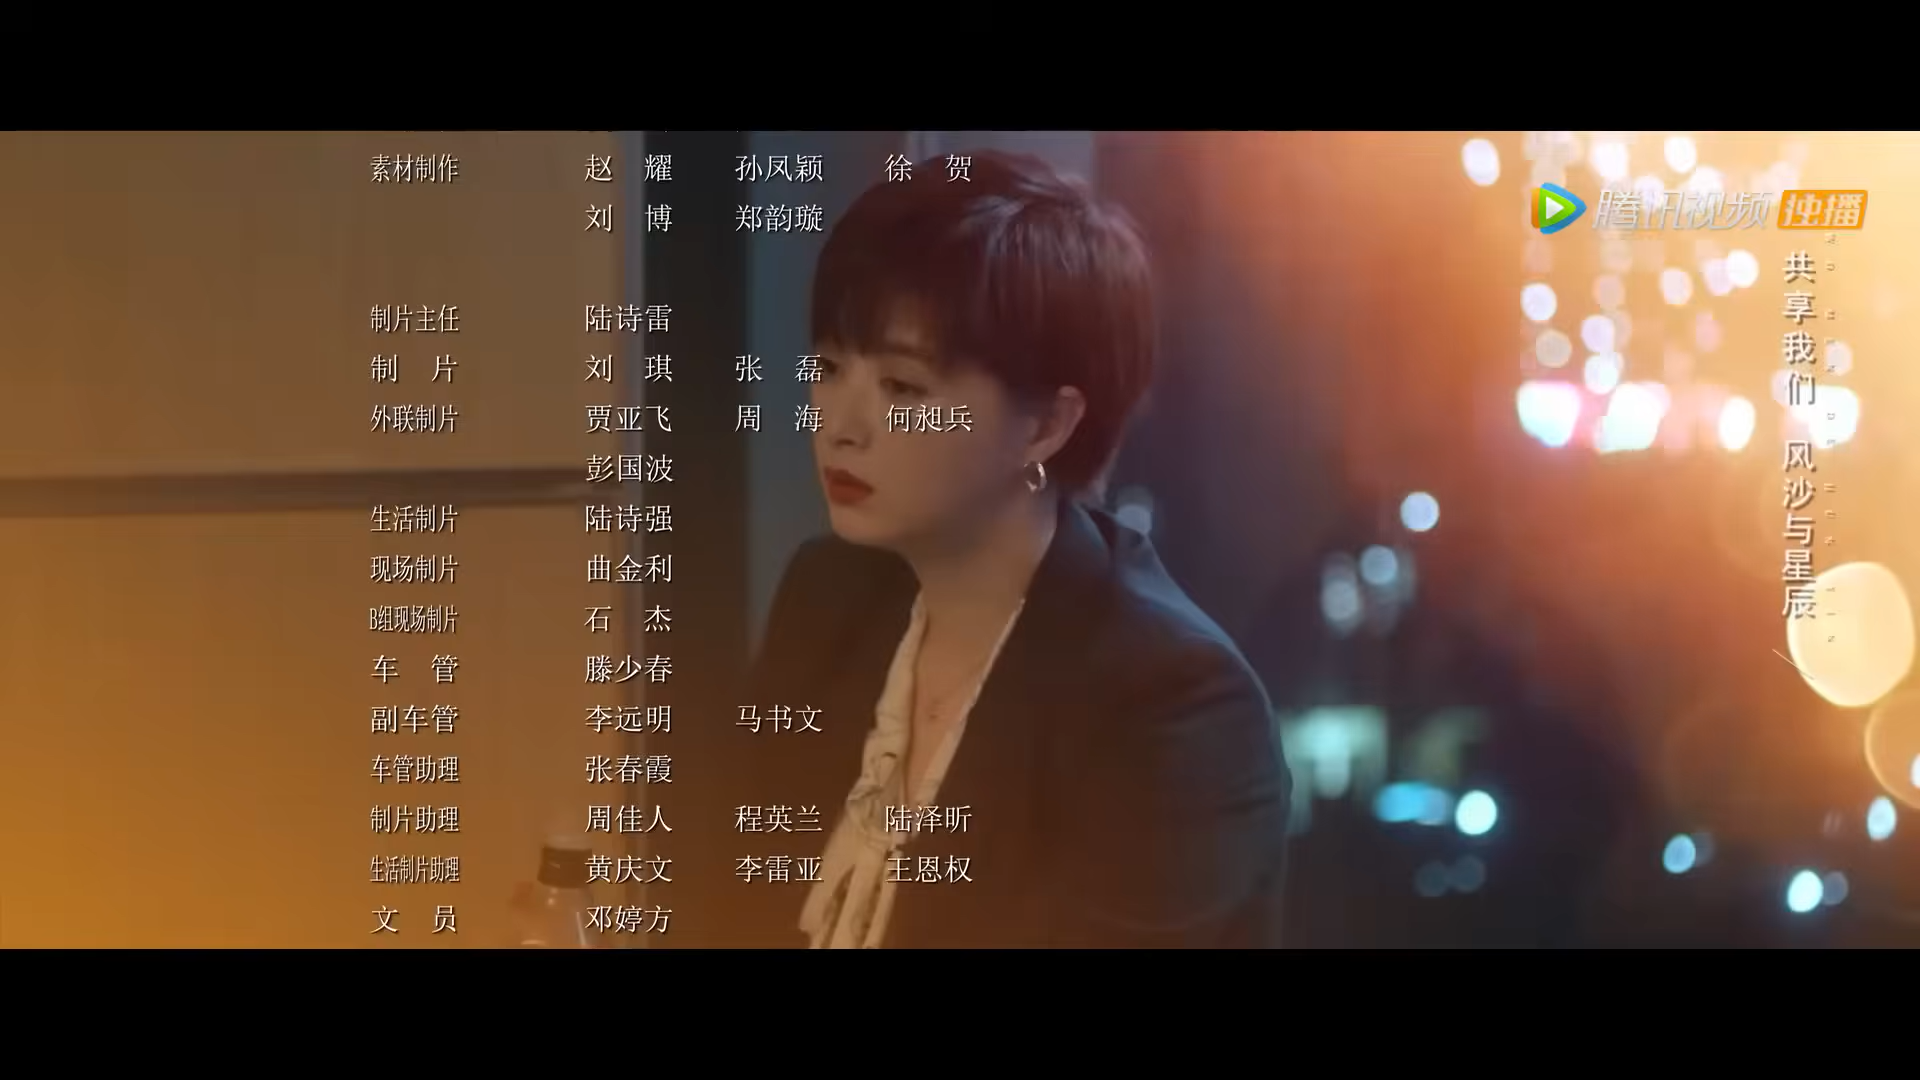 素材制作 赵 耀 孙凤颖 徐 贺
刘 博 郑韵璇
制片主任 陆诗雷
制 片 刘 琪 张 磊
外联制片 贾亚飞 周 海 何昶兵
彭国波
生活制片 陆诗强
现场制片 曲金利
B组现场制片 石 杰
车 管 滕少春
副车管 李远明 马书文
车管助理 张春霞
制片助理 周佳人 程英兰 陆泽昕
生活制片助理 黄庆文 李雷亚 王恩权
文 员 邓婷方
腾讯视频 独播
共享我们 风沙与星辰